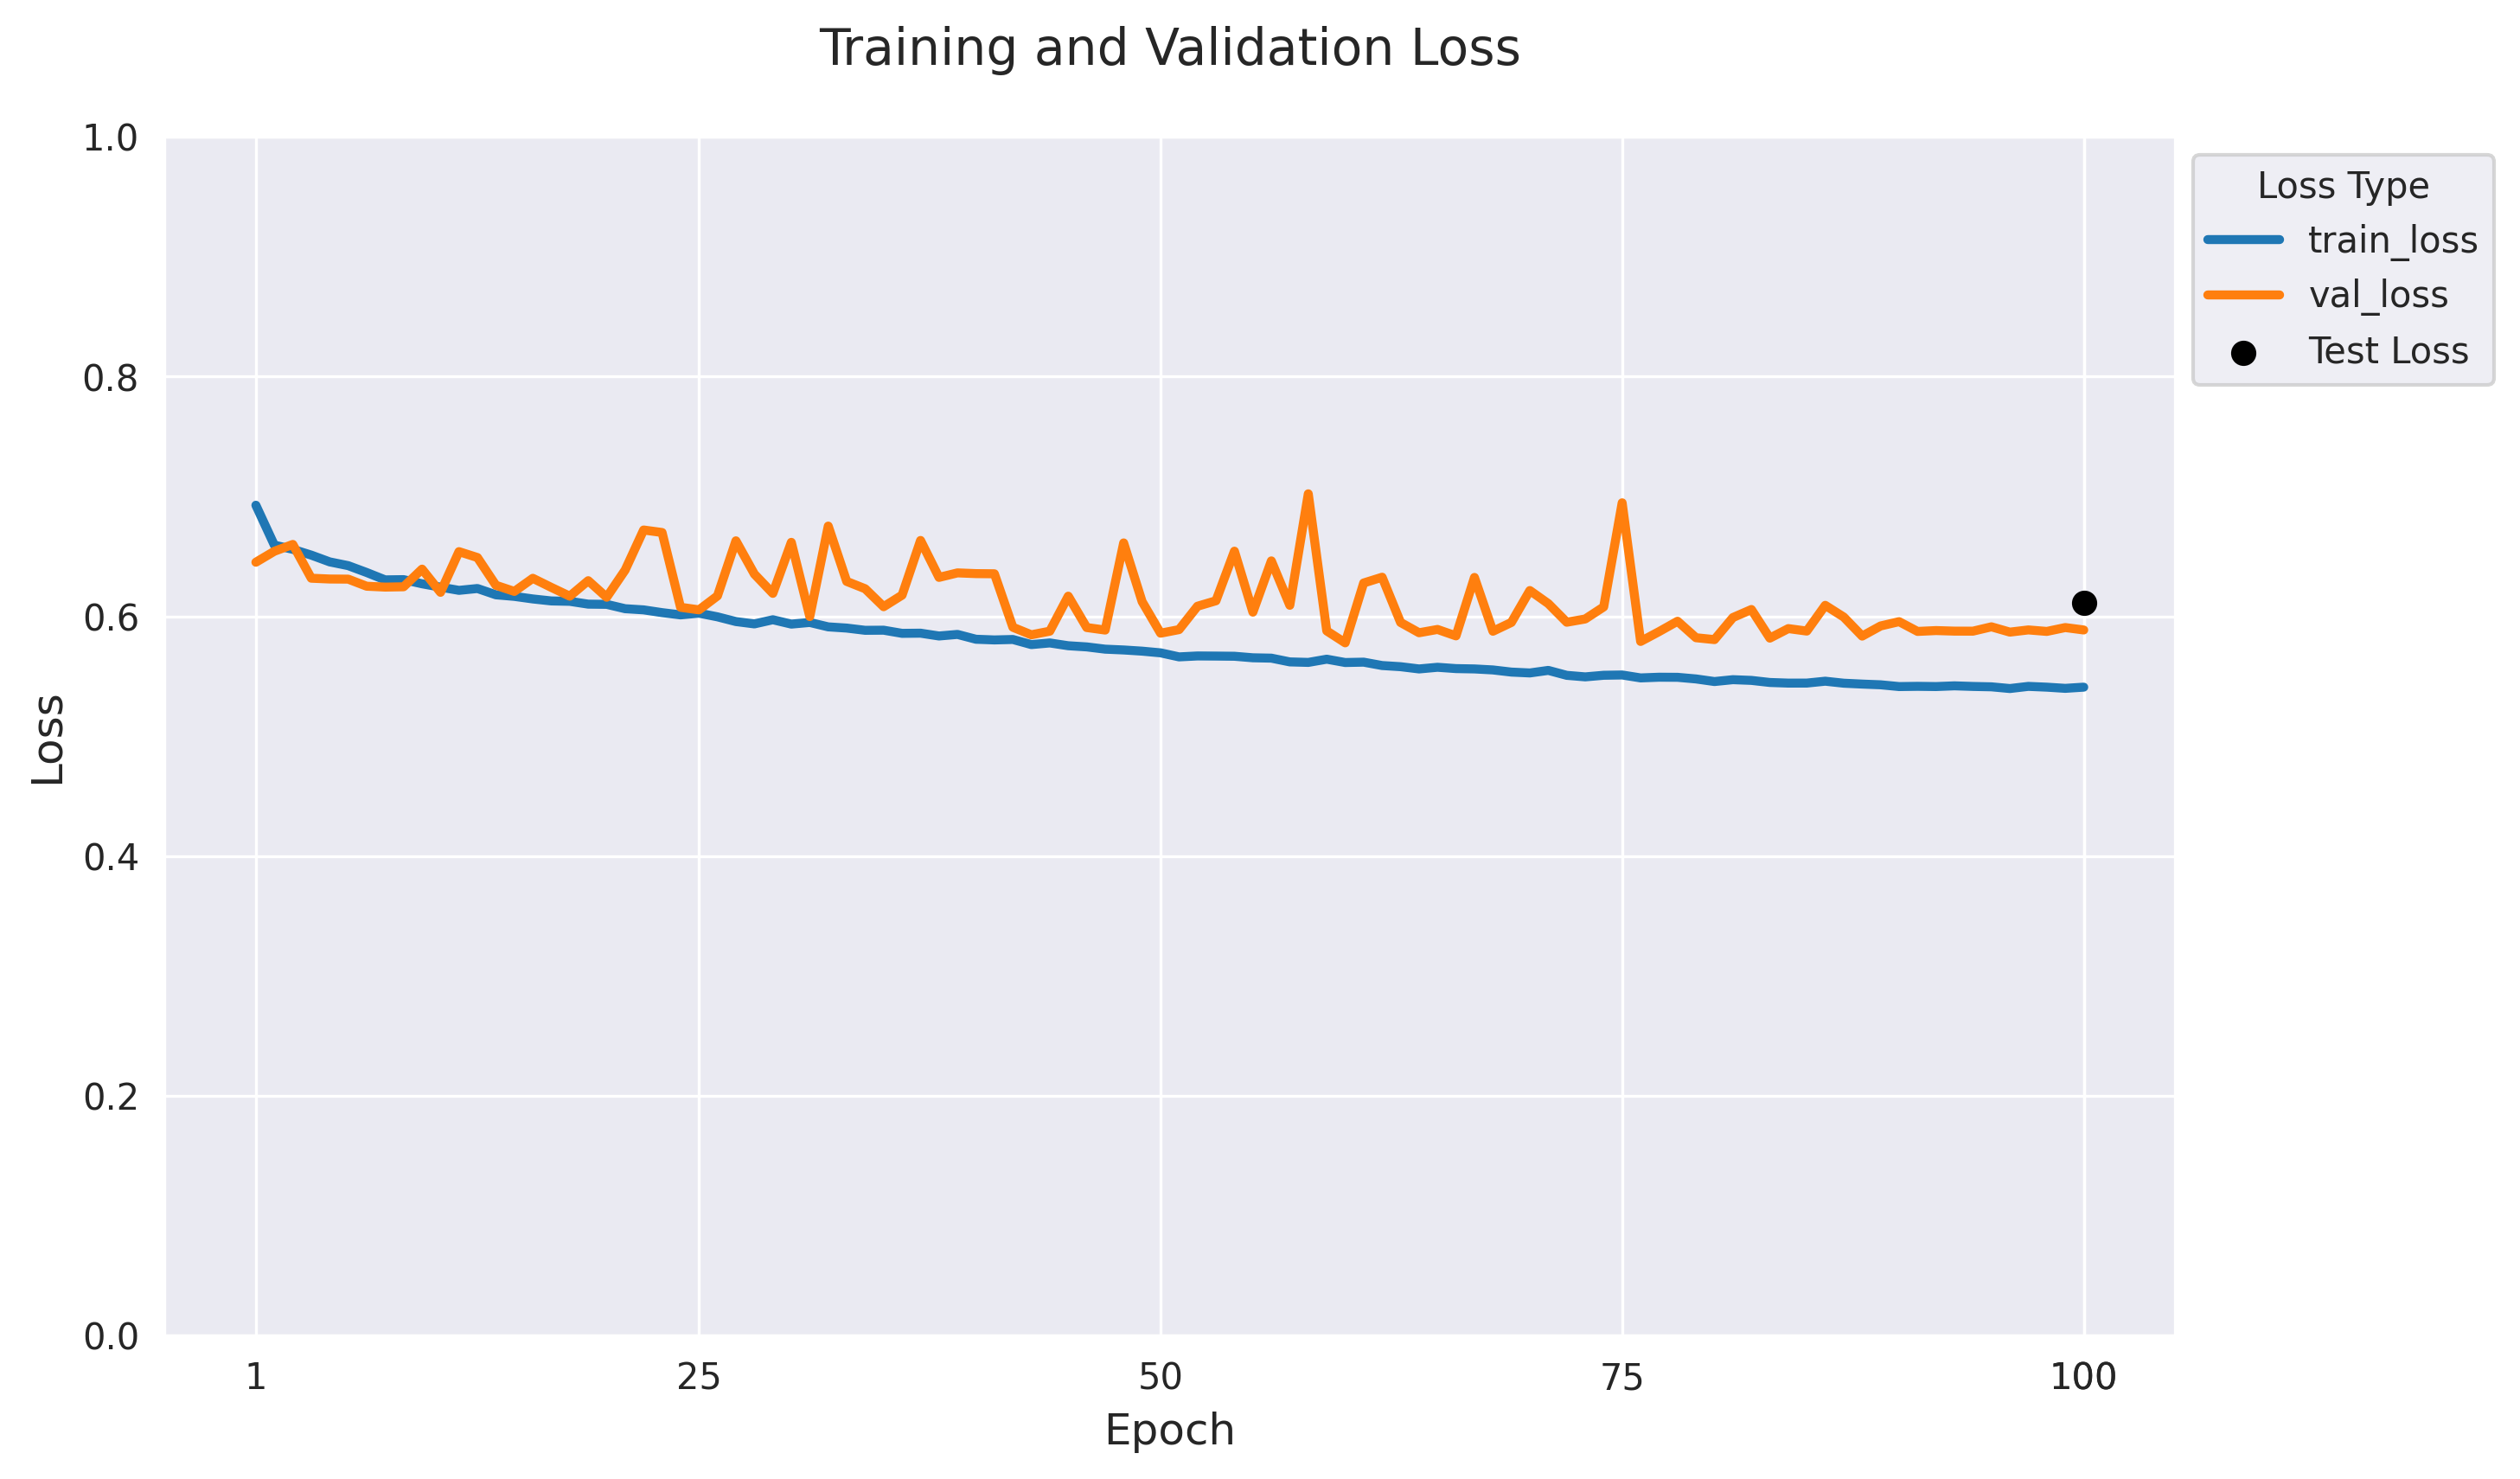 Training and Validation Loss
1.0
0.8
0.6
0.4
0.2
0.0
Loss
1 25 50 75 100
Epoch
Loss Type
train_loss
val_loss
Test Loss